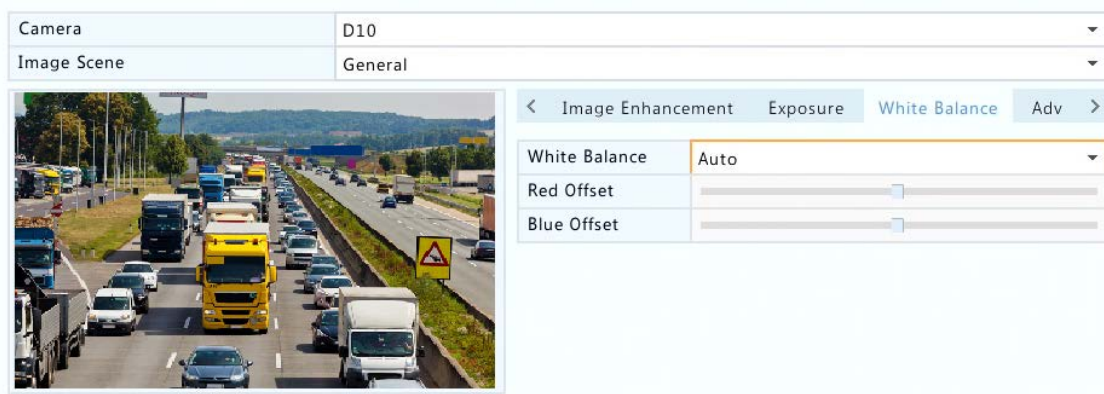 Camera
D10
Image Scene
General
Image Enhancement
Exposure
White Balance
Adv
White Balance
Auto
Red Offset
Blue Offset